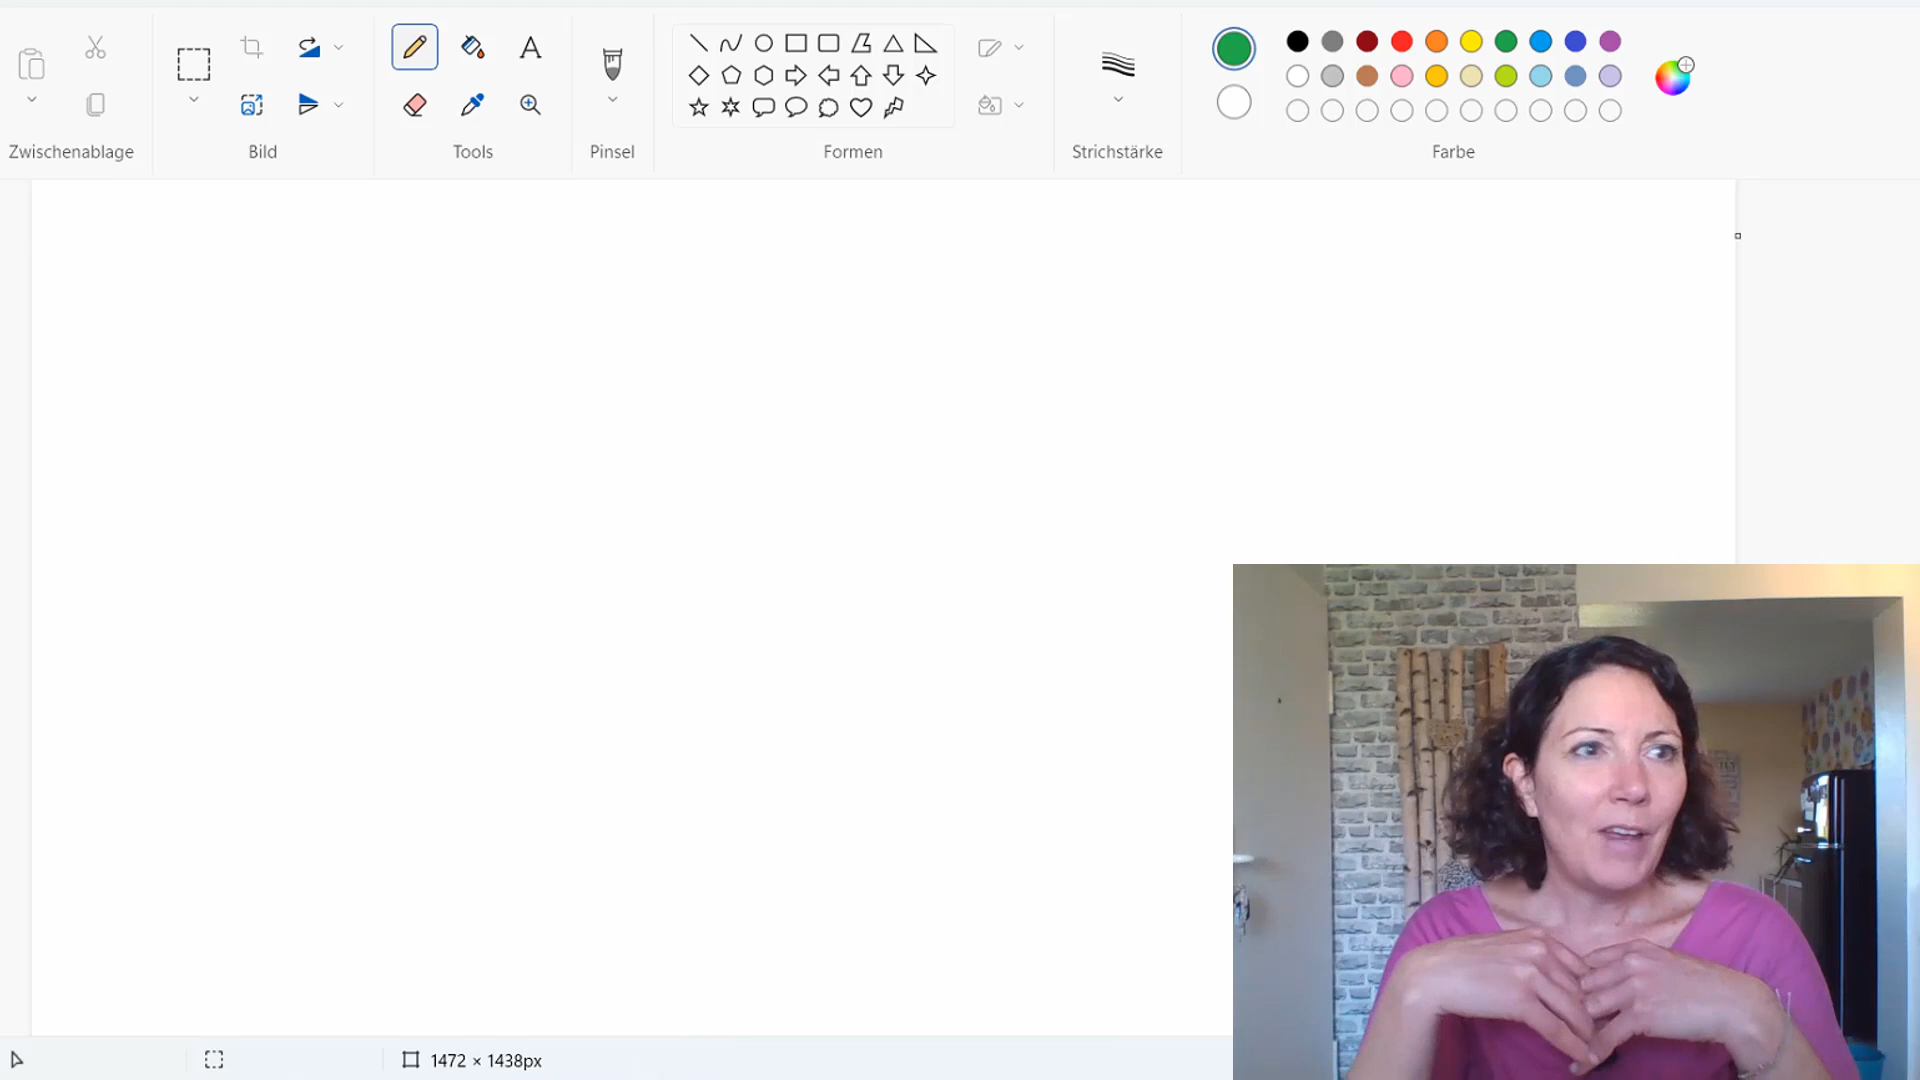 Zwischenablage
Bild
Tools
Pinsel
Formen
Strichstärke
Farbe
1472 × 1438px